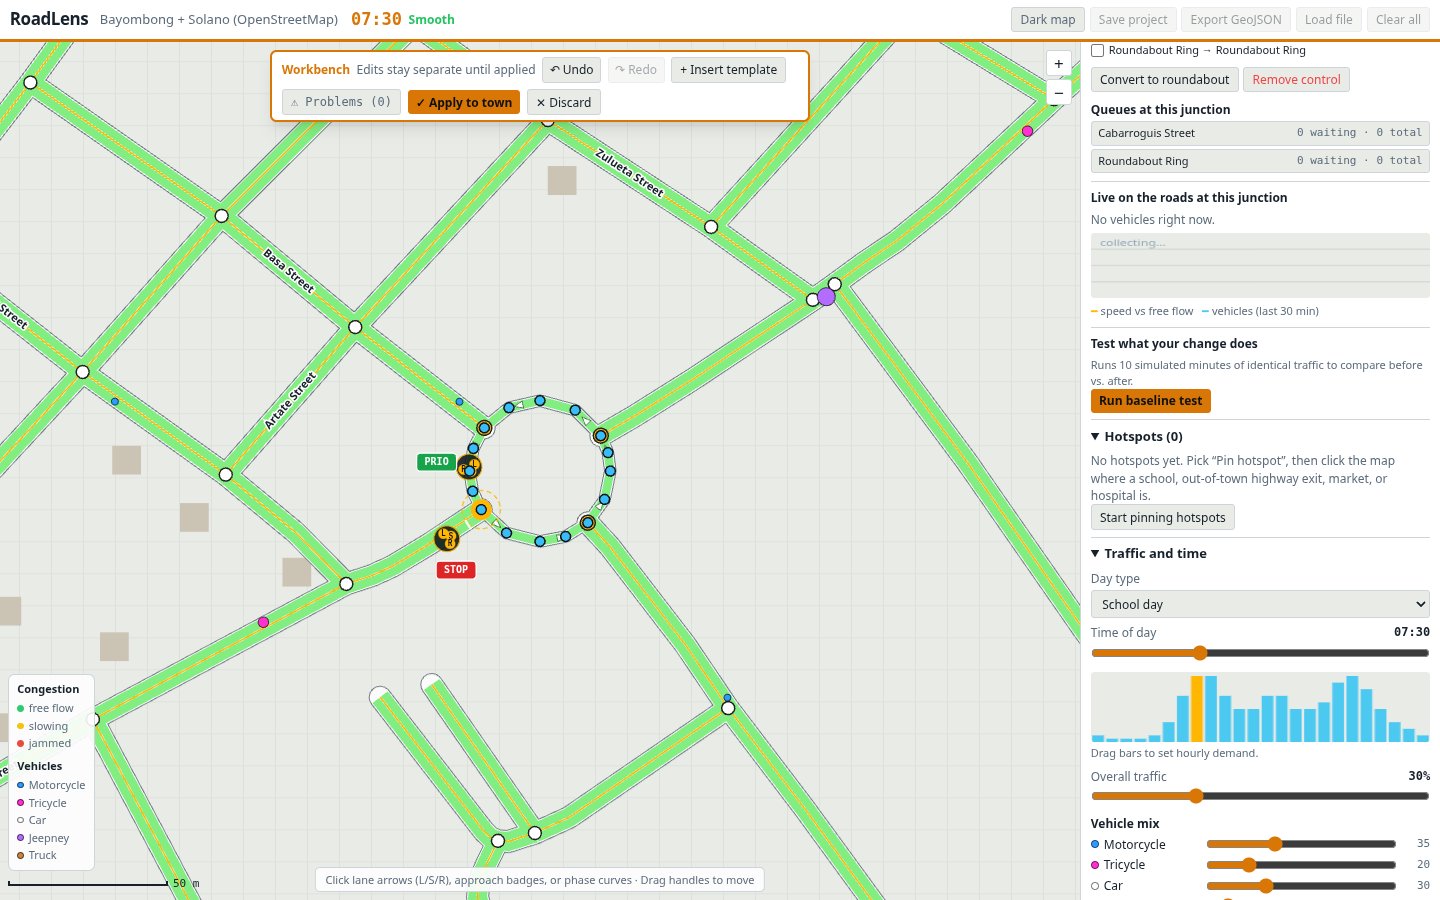 RoadLens Bayombong + Solano (OpenStreetMap) 07:30 Smooth
Dark map Save project Export GeoJSON Load file Clear all
Workbench Edits stay separate until applied ↶ Undo ↷ Redo + Insert template
⚠ Problems (0) ✓ Apply to town ✕ Discard
+
−
Zulueta Street
Basa Street
Street
Artate Street
PRIO
STOP
L
S
R
Congestion
free flow
slowing
jammed
Vehicles
Motorcycle
Tricycle
Car
Jeepney
Truck
50 m
Click lane arrows (L/S/R), approach badges, or phase curves · Drag handles to move
Roundabout Ring → Roundabout Ring
Convert to roundabout Remove control
Queues at this junction
Cabarroguis Street 0 waiting · 0 total
Roundabout Ring 0 waiting · 0 total
Live on the roads at this junction
No vehicles right now.
collecting...
speed vs free flow vehicles (last 30 min)
Test what your change does
Runs 10 simulated minutes of identical traffic to compare before
vs. after.
Run baseline test
▼ Hotspots (0)
No hotspots yet. Pick “Pin hotspot”, then click the map
where a school, out-of-town highway exit, market, or
hospital is.
Start pinning hotspots
▼ Traffic and time
Day type
School day
Time of day 07:30
Drag bars to set hourly demand.
Overall traffic 30%
Vehicle mix
Motorcycle 35
Tricycle 20
Car 30